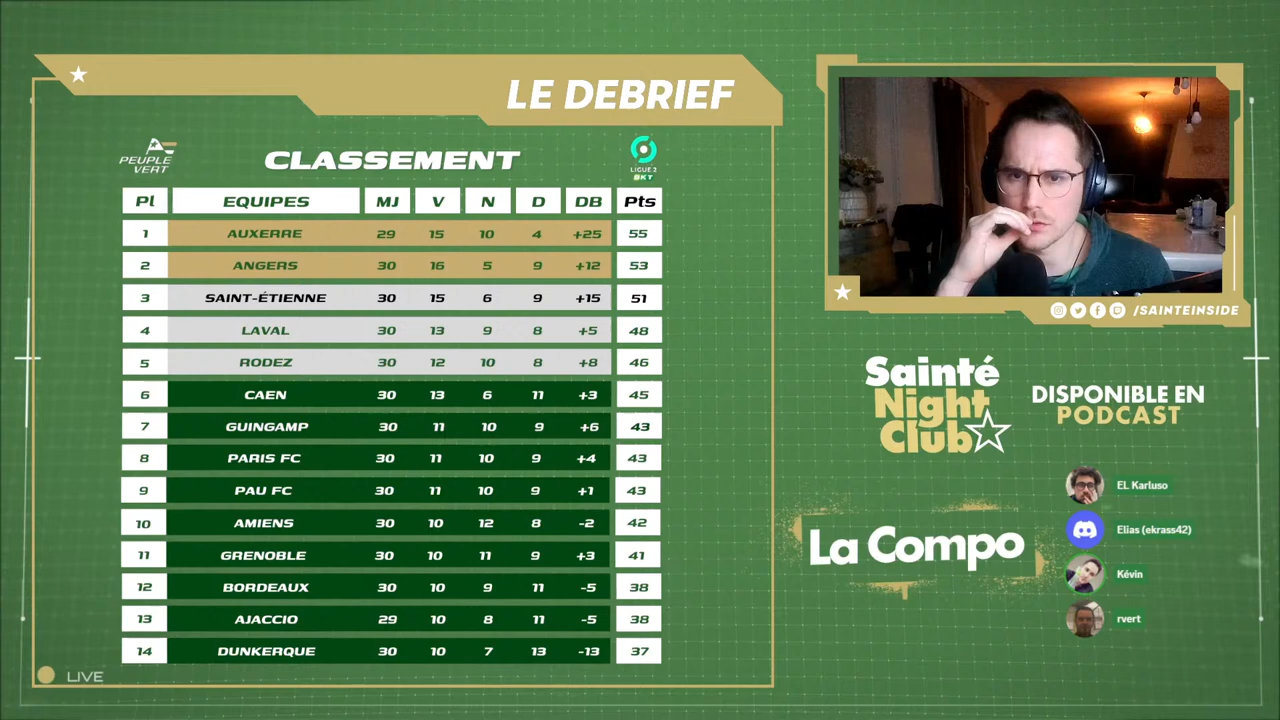 LE DEBRIEF
PEUPLE
VERT
CLASSEMENT
LIGUE 2
BKT
Pl EQUIPES MJ V N D DB Pts
1 AUXERRE 29 15 10 4 +25 55
2 ANGERS 30 16 5 9 +12 53
3 SAINT-ÉTIENNE 30 15 6 9 +15 51
4 LAVAL 30 13 9 8 +5 48
5 RODEZ 30 12 10 8 +8 46
6 CAEN 30 13 6 11 +3 45
7 GUINGAMP 30 11 10 9 +6 43
8 PARIS FC 30 11 10 9 +4 43
9 PAU FC 30 11 10 9 +1 43
10 AMIENS 30 10 12 8 -2 42
11 GRENOBLE 30 10 11 9 +3 41
12 BORDEAUX 30 10 9 11 -5 38
13 AJACCIO 29 10 8 11 -5 38
14 DUNKERQUE 30 10 7 13 -13 37
LIVE
/SAINTEINSIDE
Sainté
Night
Club
DISPONIBLE EN
PODCAST
La Compo
EL Karluso
Elias (ekrass42)
Kévin
rvert